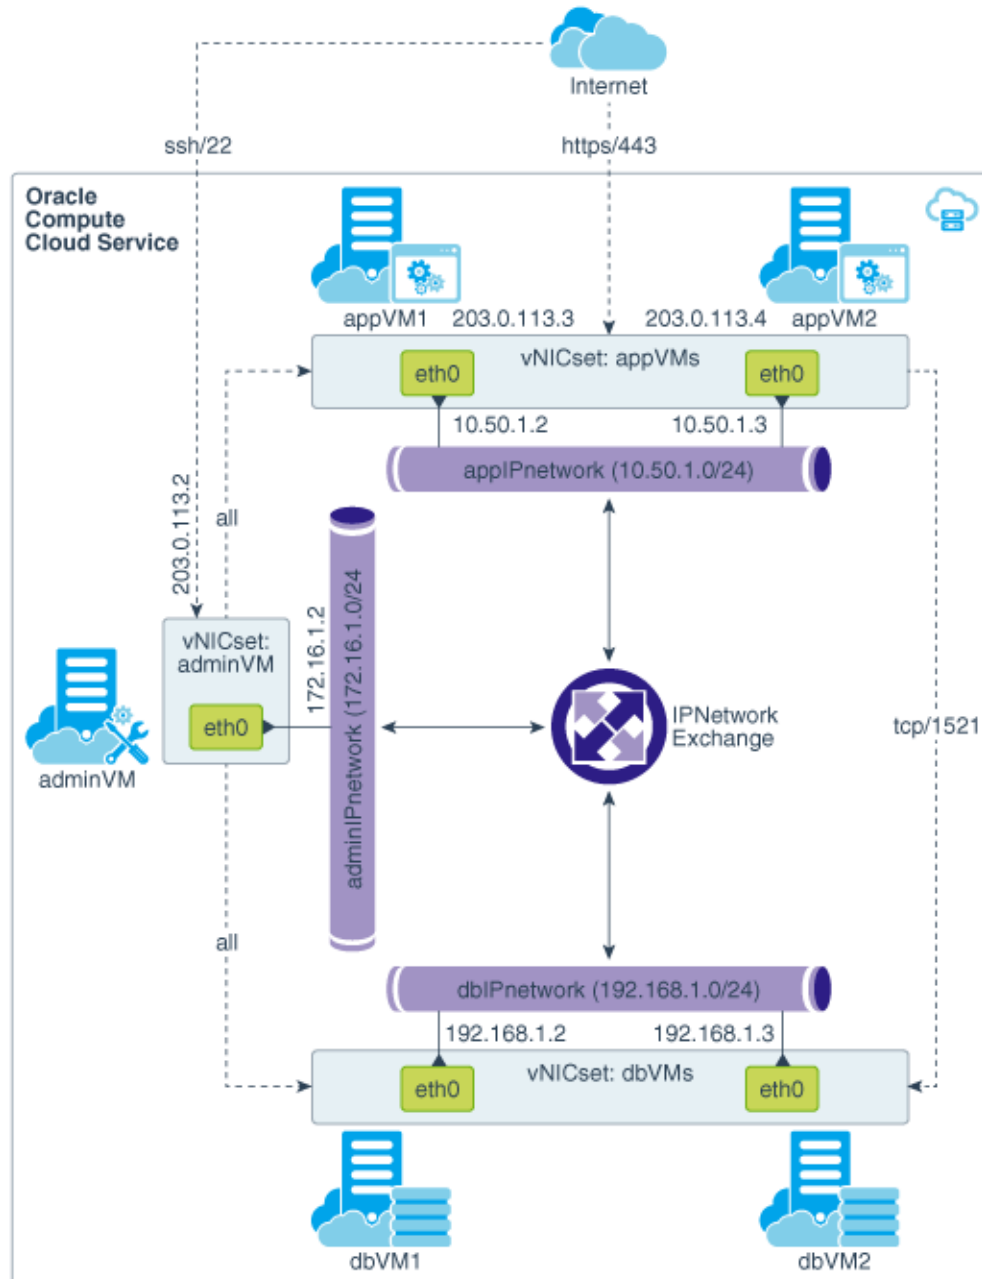 Internet
ssh/22
https/443
Oracle
Compute
Cloud Service
appVM1
203.0.113.3
203.0.113.4
appVM2
vNICset: appVMs
eth0
eth0
10.50.1.2
10.50.1.3
appIPnetwork (10.50.1.0/24)
203.0.113.2
all
172.16.1.2
adminIPnetwork (172.16.1.0/24
vNICset:
adminVM
eth0
adminVM
IPNetwork
Exchange
tcp/1521
all
dbIPnetwork (192.168.1.0/24)
192.168.1.2
192.168.1.3
vNICset: dbVMs
eth0
eth0
dbVM1
dbVM2